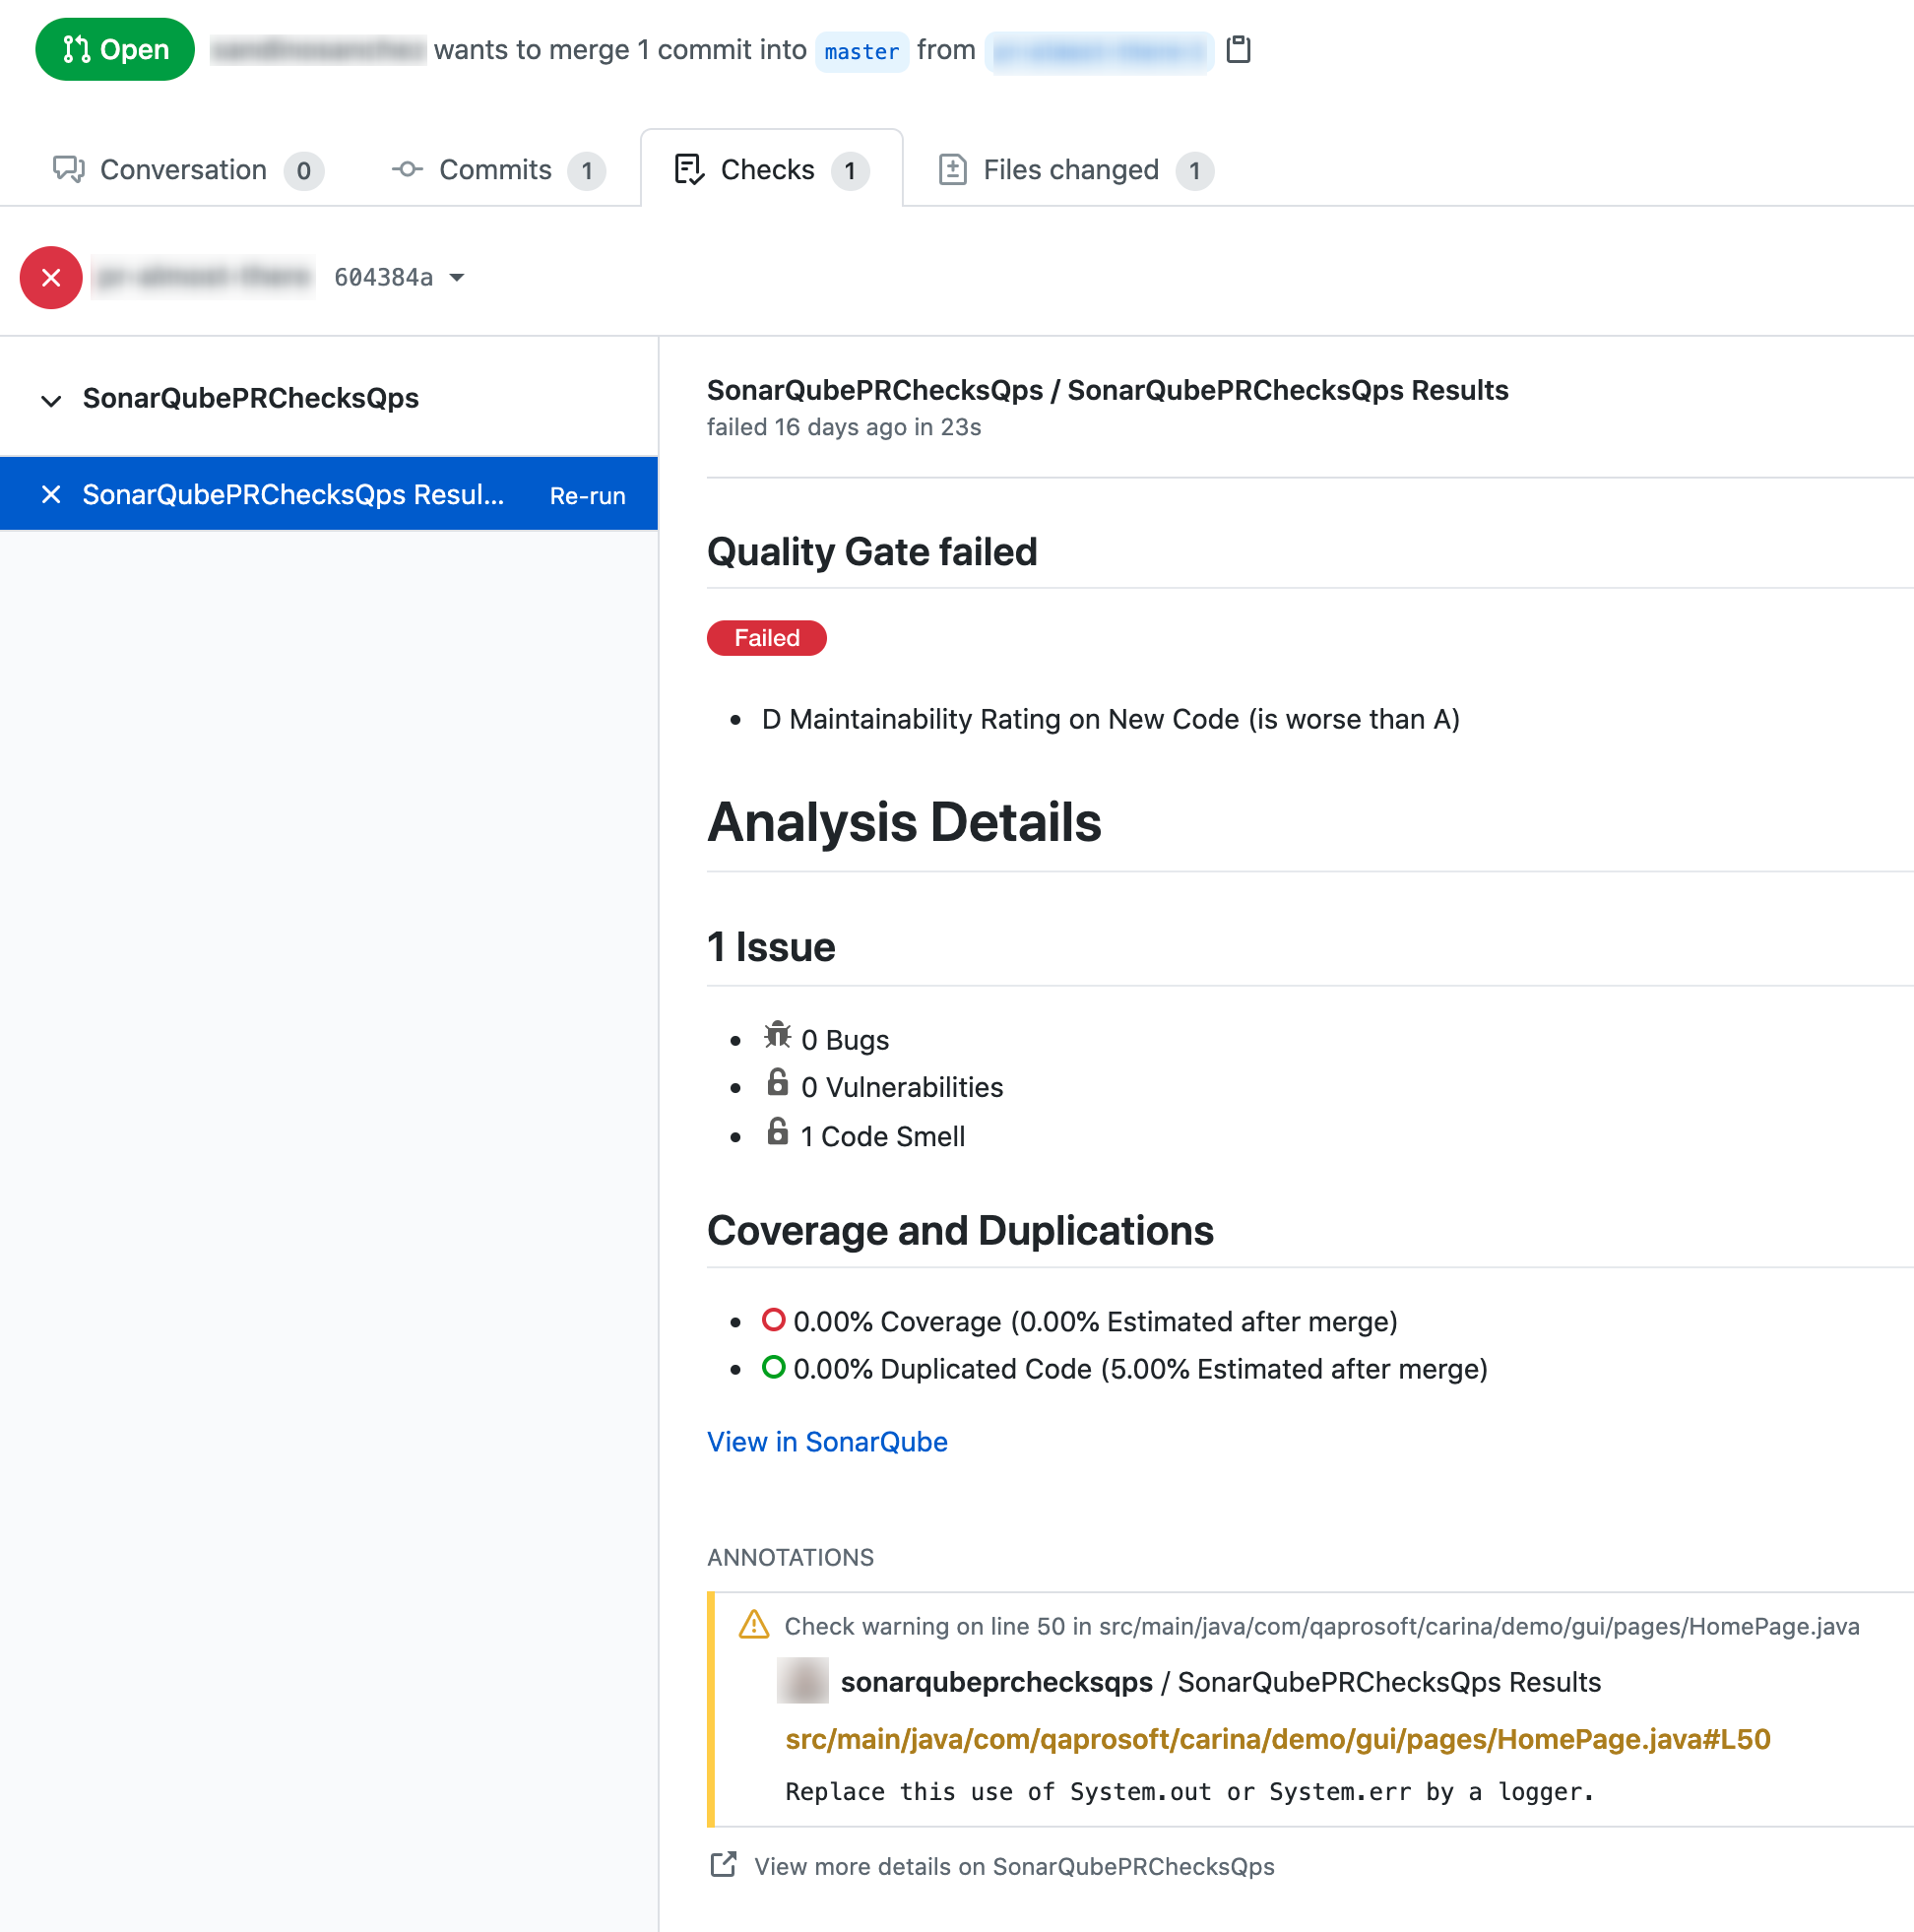 Open wants to merge 1 commit into master from
Conversation 0 Commits 1 Checks 1 Files changed 1
604384a
SonarQubePRChecksQps
SonarQubePRChecksQps Resul... Re-run
SonarQubePRChecksQps / SonarQubePRChecksQps Results
failed 16 days ago in 23s
Quality Gate failed
Failed
D Maintainability Rating on New Code (is worse than A)
Analysis Details
1 Issue
0 Bugs
0 Vulnerabilities
1 Code Smell
Coverage and Duplications
0.00% Coverage (0.00% Estimated after merge)
0.00% Duplicated Code (5.00% Estimated after merge)
View in SonarQube
ANNOTATIONS
Check warning on line 50 in src/main/java/com/qaprosoft/carina/demo/gui/pages/HomePage.java
sonarqubeprchecksqps / SonarQubePRChecksQps Results
src/main/java/com/qaprosoft/carina/demo/gui/pages/HomePage.java#L50
Replace this use of System.out or System.err by a logger.
View more details on SonarQubePRChecksQps